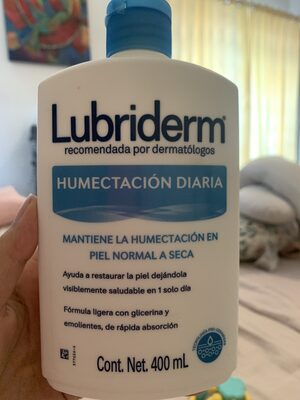 Lubriderm
recomendada por dermatólogos
HUMECTACIÓN DIARIA
MANTIENE LA HUMECTACIÓN EN
PIEL NORMAL A SECA
Ayuda a restaurar la piel dejándola
visiblemente saludable en 1 solo día
Fórmula ligera con glicerina y
emolientes, de rápida absorción
Cont. Net. 400 mL